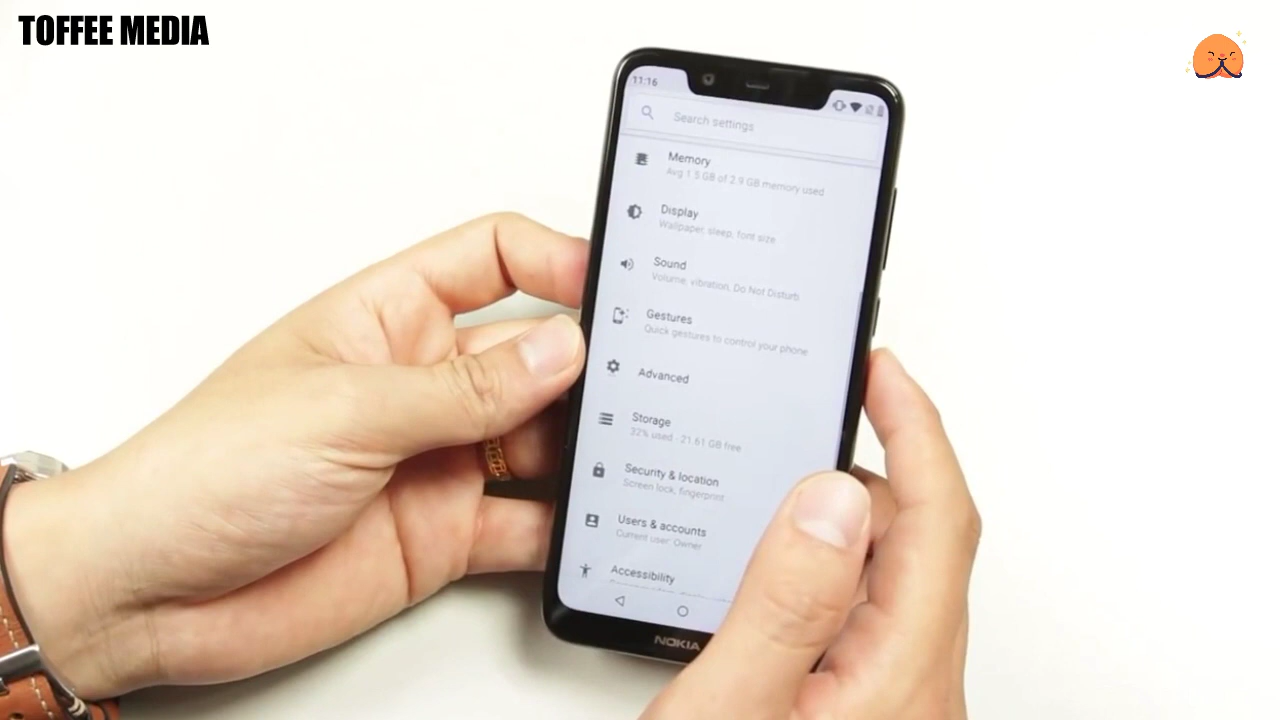 TOFFEE MEDIA
11:16
Search settings
Memory
Avg 1.5 GB of 2.9 GB memory used
Display
Wallpaper, sleep, font size
Sound
Volume, vibration, Do Not Disturb
Gestures
Quick gestures to control your phone
Advanced
Storage
32% used - 21.61 GB free
Security & location
Screen lock, fingerprint
Users & accounts
Current user: Owner
Accessibility
NOKIA